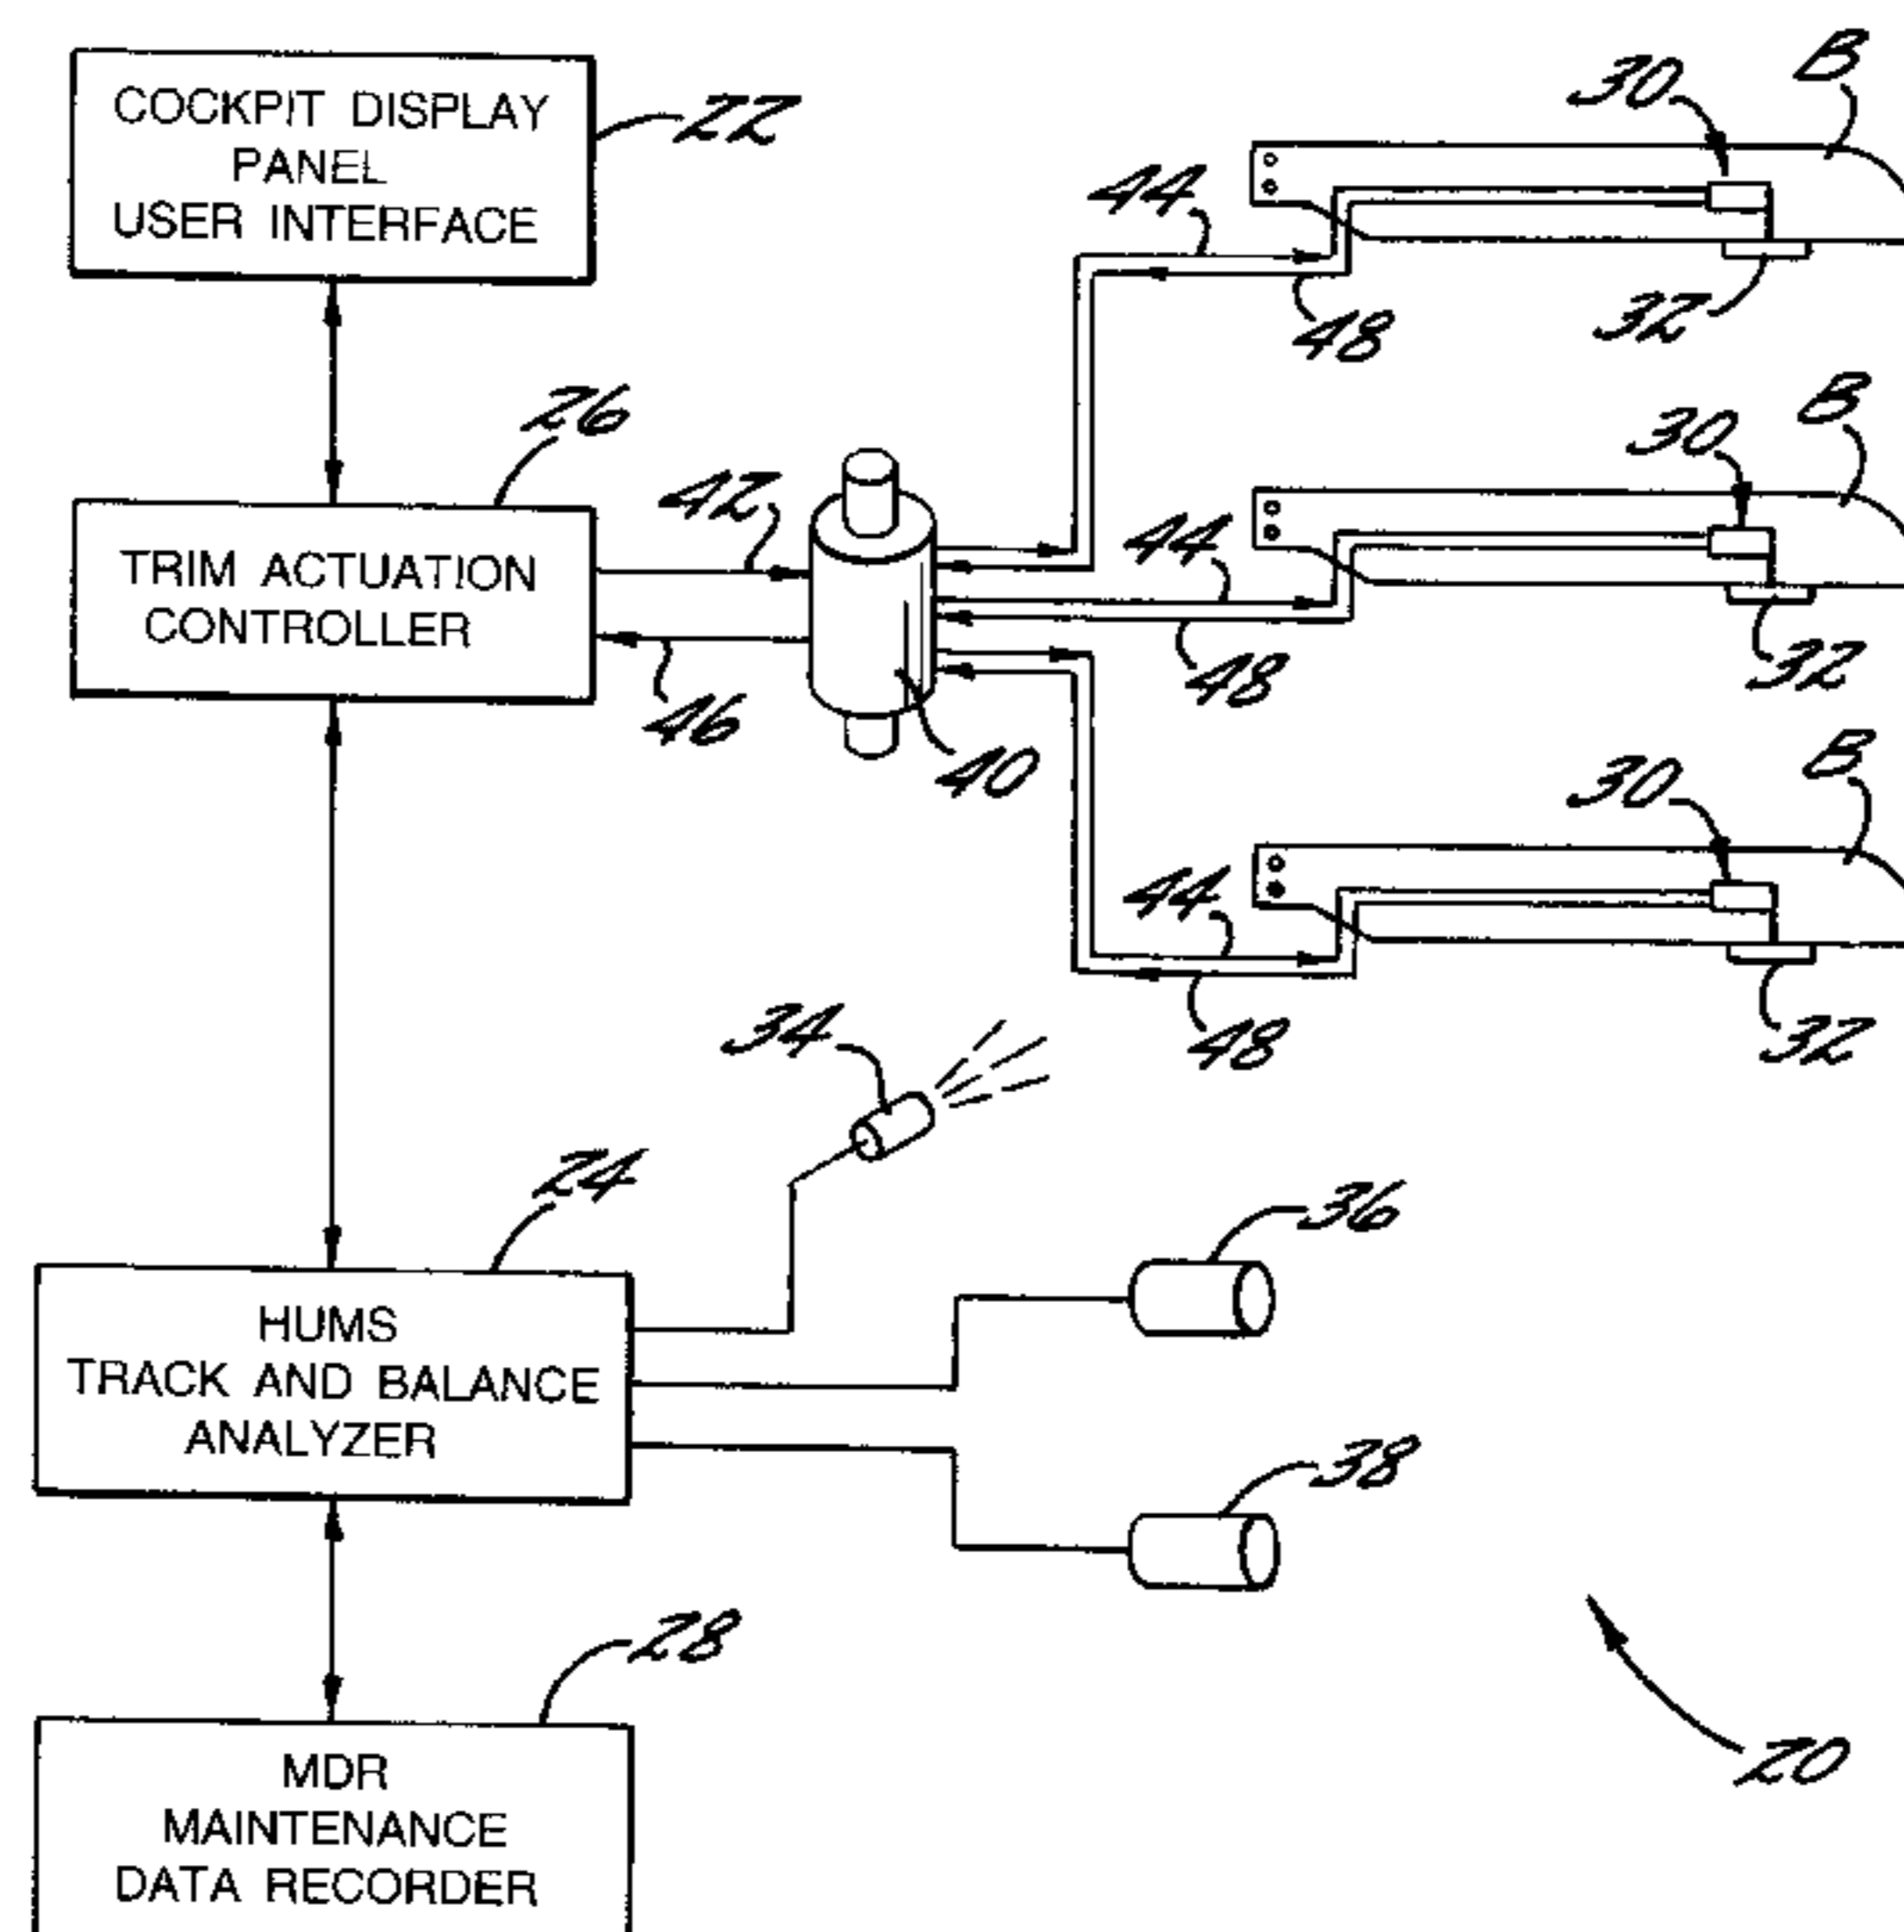 COCKPIT DISPLAY
PANEL
USER INTERFACE
22
30
B
44
48
32
26
TRIM ACTUATION
CONTROLLER
42
46
40
30
B
44
48
32
30
B
44
48
32
34
24
HUMS
TRACK AND BALANCE
ANALYZER
36
38
28
MDR
MAINTENANCE
DATA RECORDER
20